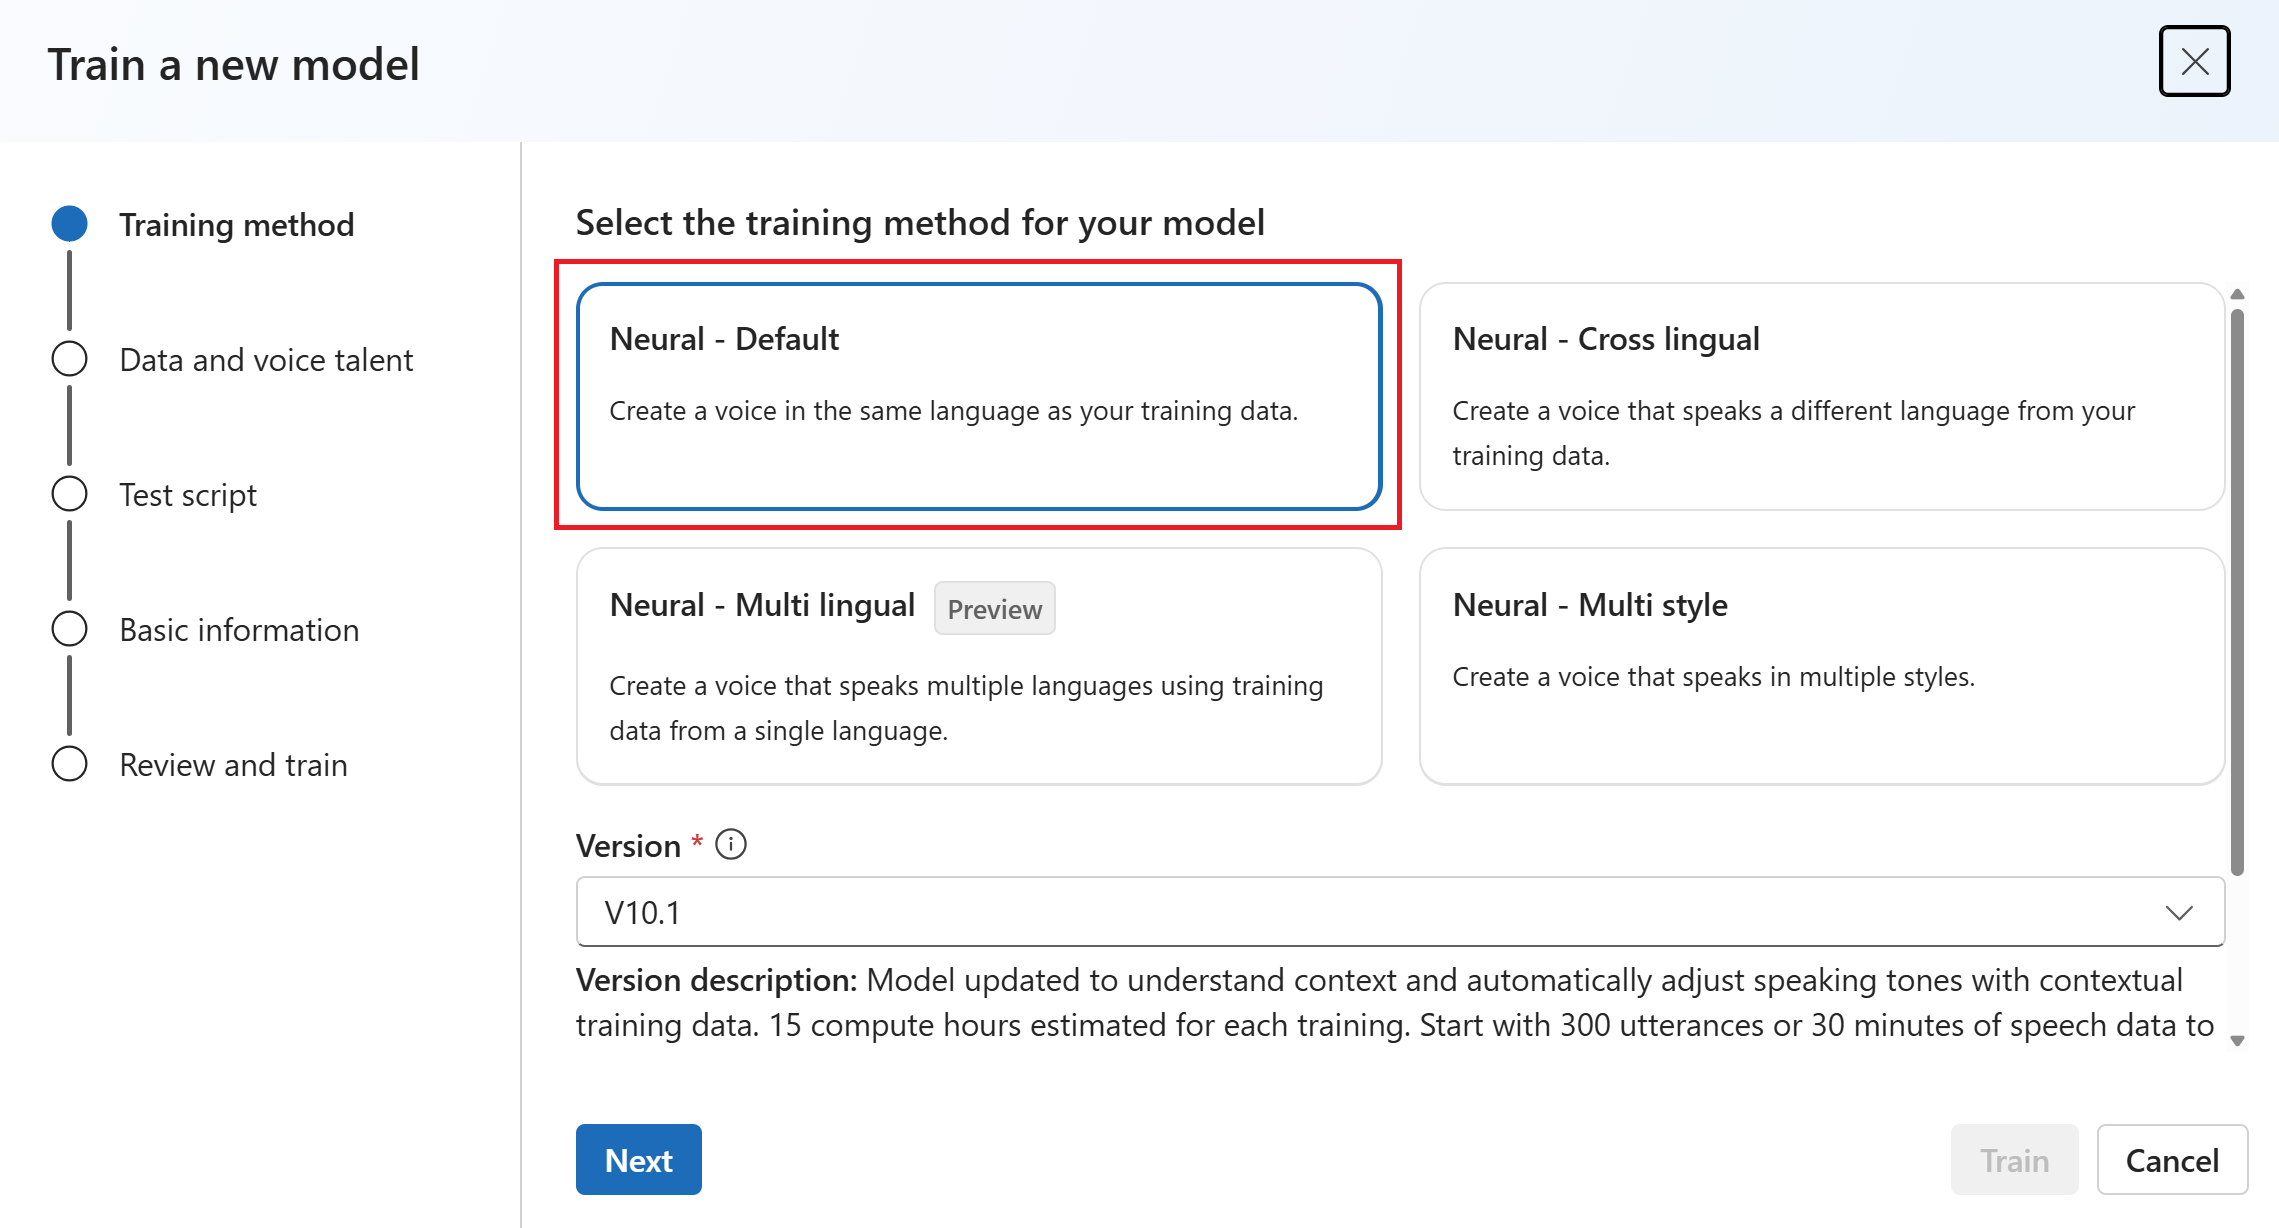 Train a new model
Training method
Data and voice talent
Test script
Basic information
Review and train
Select the training method for your model
Neural - Default
Create a voice in the same language as your training data.
Neural - Cross lingual
Create a voice that speaks a different language from your
training data.
Neural - Multi lingual Preview
Create a voice that speaks multiple languages using training
data from a single language.
Neural - Multi style
Create a voice that speaks in multiple styles.
Version *
V10.1
Version description: Model updated to understand context and automatically adjust speaking tones with contextual
training data. 15 compute hours estimated for each training. Start with 300 utterances or 30 minutes of speech data to
Next
Train
Cancel